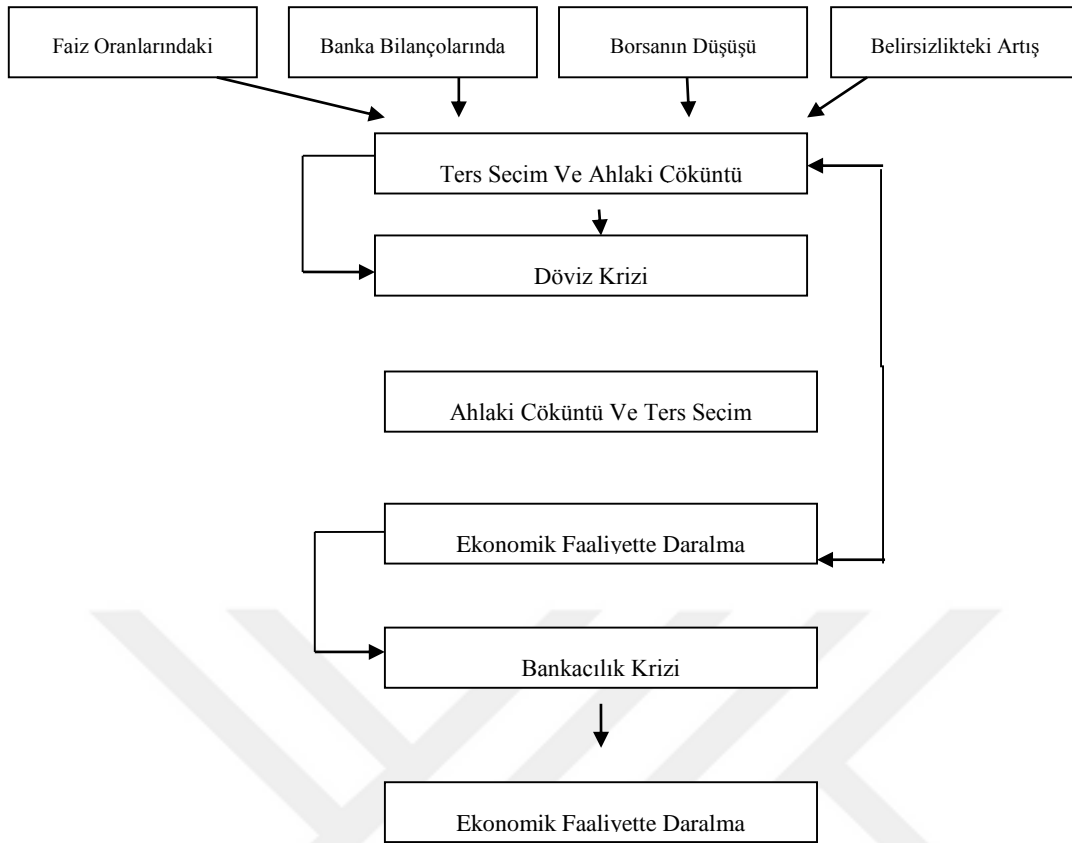 Faiz Oranlarındaki
Banka Bilançolarında
Borsanın Düşüşü
Belirsizlikteki Artış
Ters Secim Ve Ahlaki Cöküntü
Döviz Krizi
Ahlaki Cöküntü Ve Ters Secim
Ekonomik Faaliyette Daralma
Bankacılık Krizi
Ekonomik Faaliyette Daralma